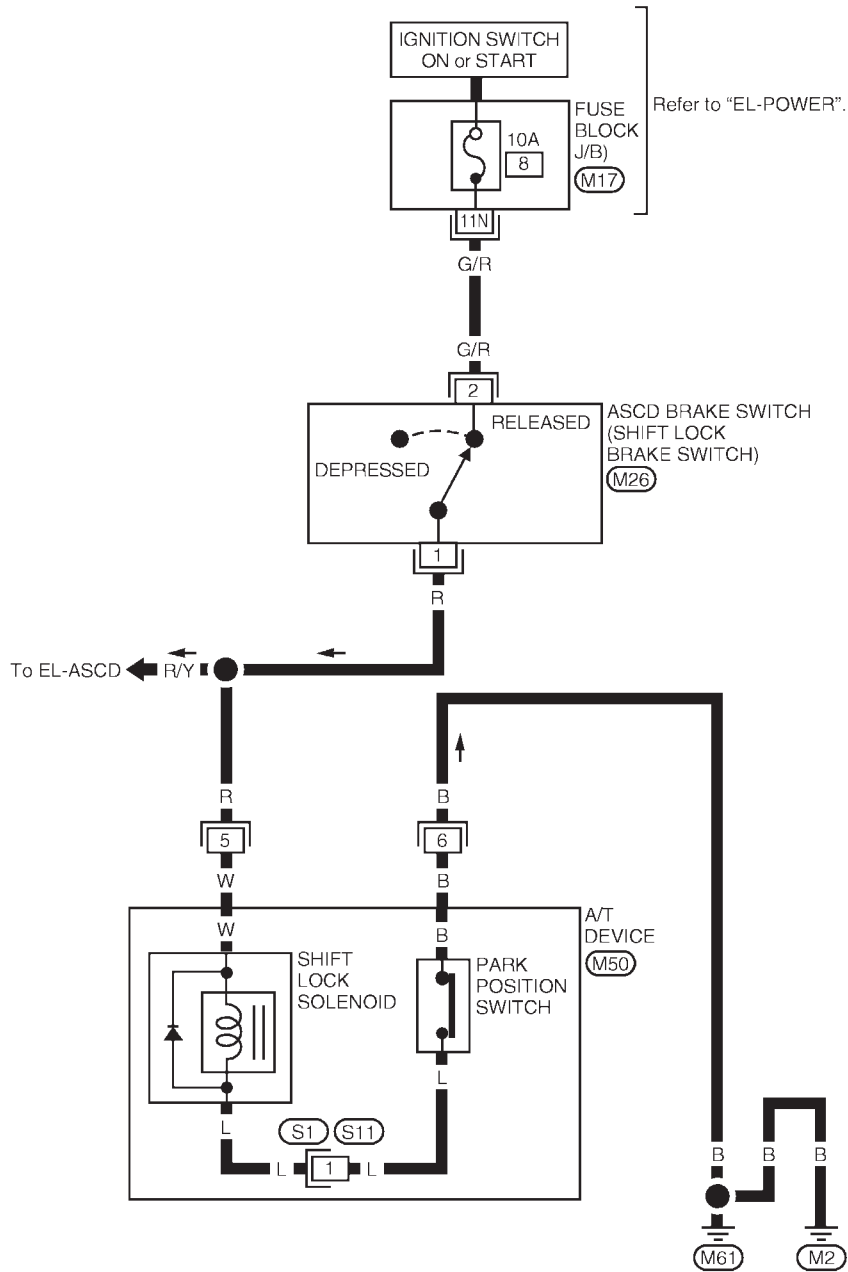 IGNITION SWITCH
ON or START
Refer to “EL-POWER”.
FUSE
BLOCK
J/B)
M17
10A
8
11N
G/R
G/R
2
RELEASED
DEPRESSED
ASCD BRAKE SWITCH
(SHIFT LOCK
BRAKE SWITCH)
M26
1
R
To EL-ASCD
R/Y
R
B
5
6
W
B
W
B
A/T
DEVICE
M50
SHIFT
LOCK
SOLENOID
PARK
POSITION
SWITCH
L
L
S1
S11
L
1
L
B
B
B
M61
M2